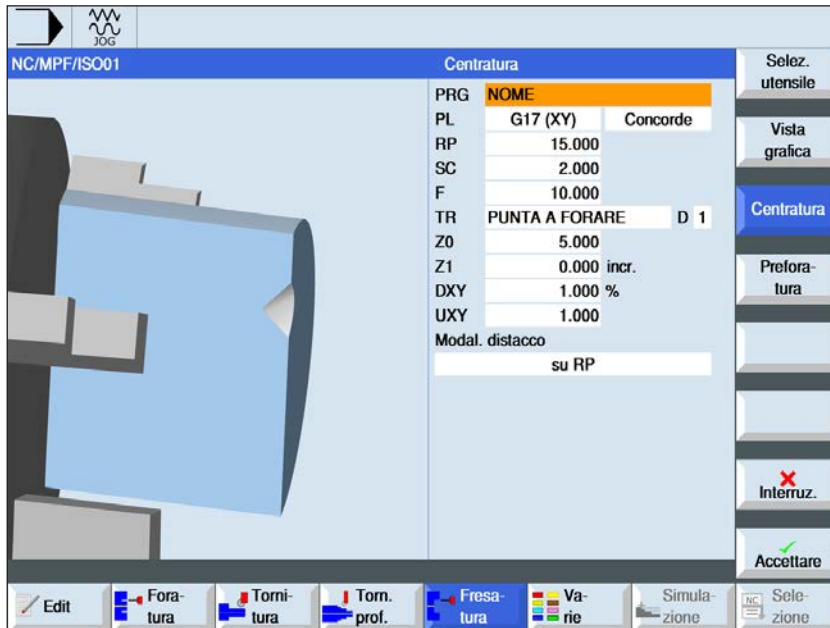 JOG
NC/MPF/ISO01
Centratura
PRG NOME
PL G17 (XY) Concorde
RP 15.000
SC 2.000
F 10.000
TR PUNTA A FORARE D 1
Z0 5.000
Z1 0.000 incr.
DXY 1.000 %
UXY 1.000
Modal. distacco
su RP
Selez.
utensile
Vista
grafica
Centratura
Prefora-
tura
Interruz.
Accettare
Edit
Fora-
tura
Torni-
tura
Torn.
prof.
Fresa-
tura
Va-
rie
Simula-
zione
NC
Sele-
zione